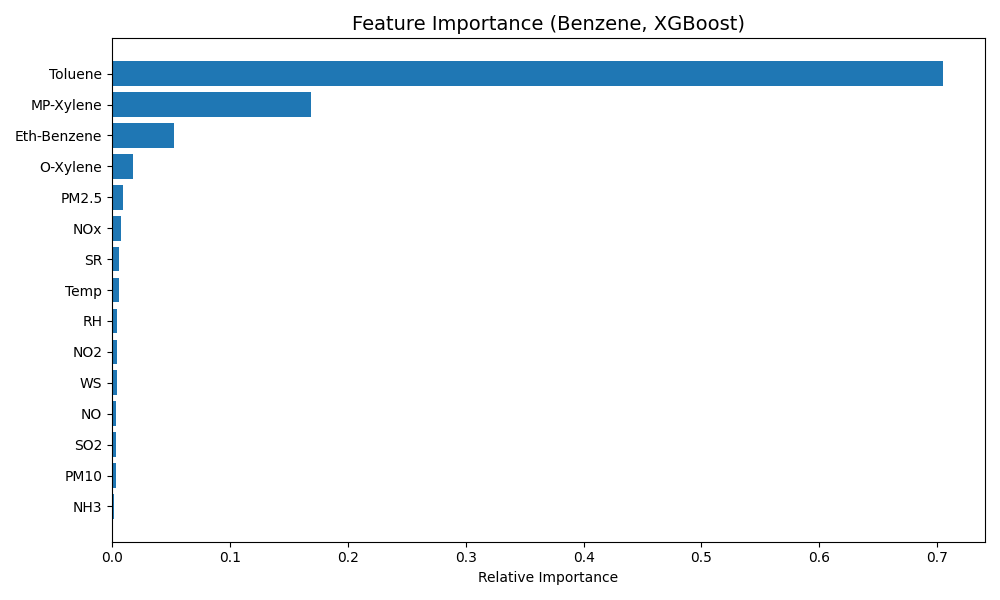 Feature Importance (Benzene, XGBoost)
Toluene
MP-Xylene
Eth-Benzene
O-Xylene
PM2.5
NOx
SR
Temp
RH
NO2
WS
NO
SO2
PM10
NH3
0.0 0.1 0.2 0.3 0.4 0.5 0.6 0.7
Relative Importance